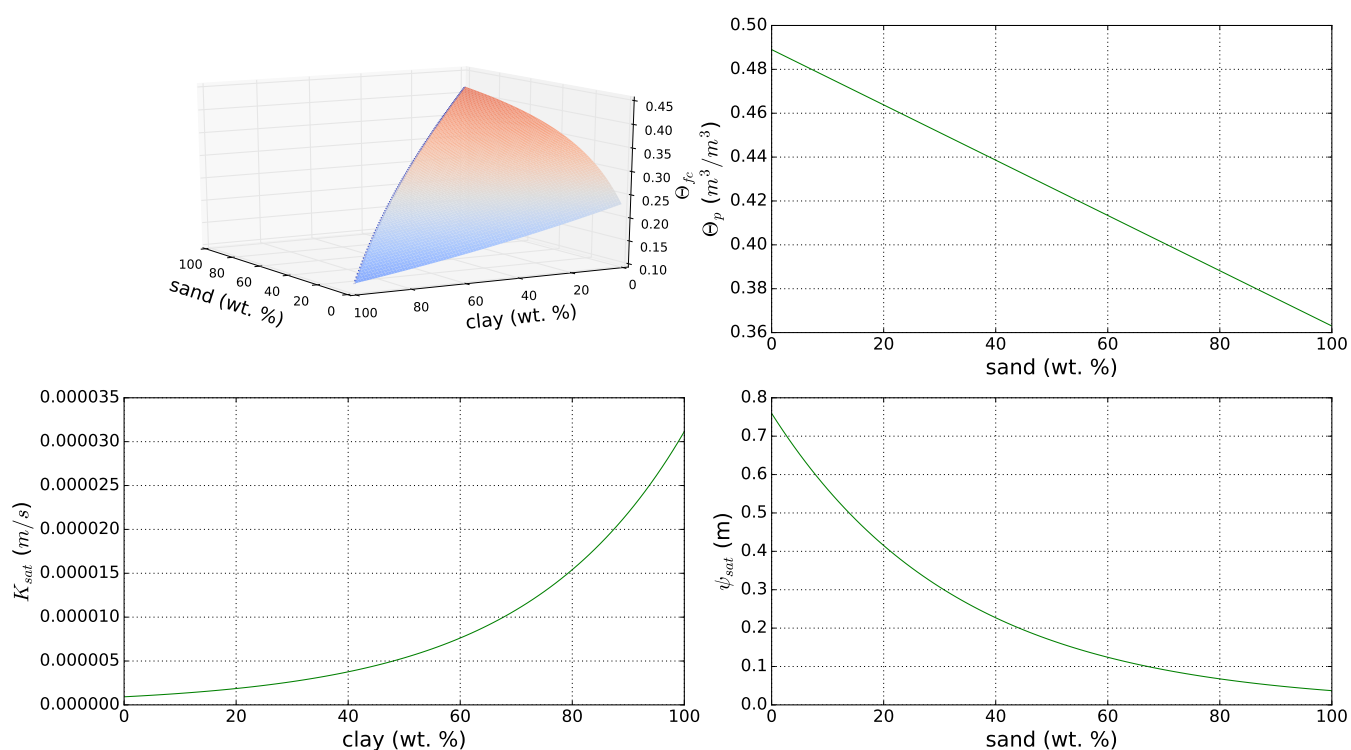 0.45
0.40
0.35
0.30
0.25
0.20
0.15
0.10
Θ_fc
100 80 60 40 20 0
sand (wt. %)
100 80 60 40 20 0
clay (wt. %)
0.50
0.48
0.46
0.44
0.42
0.40
0.38
0.36
Θ_p (m^3/m^3)
0 20 40 60 80 100
sand (wt. %)
0.000035
0.000030
0.000025
0.000020
0.000015
0.000010
0.000005
0.000000
K_sat (m/s)
0 20 40 60 80 100
clay (wt. %)
0.8
0.7
0.6
0.5
0.4
0.3
0.2
0.1
0.0
ψ_sat (m)
0 20 40 60 80 100
sand (wt. %)